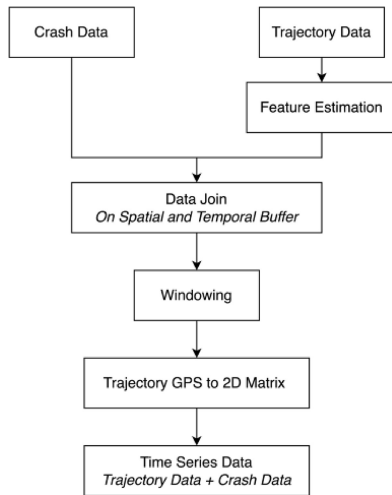 Crash Data
Trajectory Data
Feature Estimation
Data Join
On Spatial and Temporal Buffer
Windowing
Trajectory GPS to 2D Matrix
Time Series Data
Trajectory Data + Crash Data